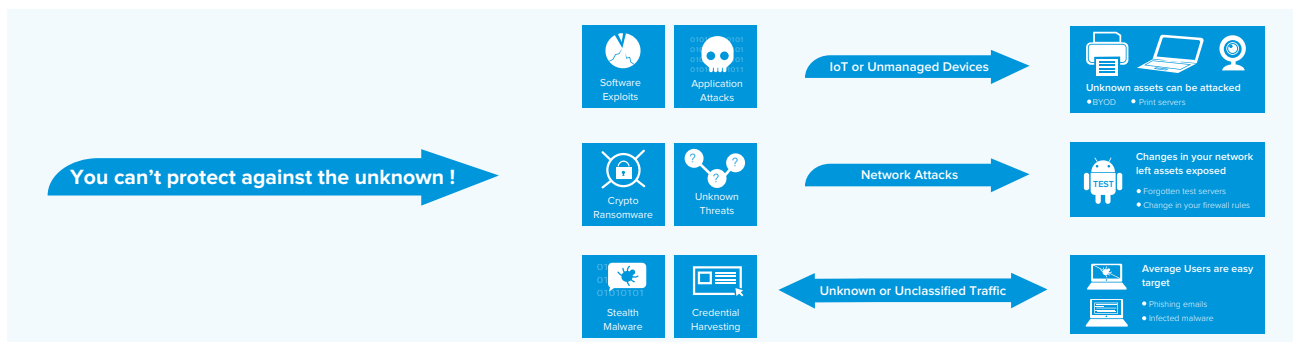 You can't protect against the unknown !
Software
Exploits
Application
Attacks
IoT or Unmanaged Devices
Unknown assets can be attacked
● BYOD ● Print servers
Crypto
Ransomware
? ? ?
Unknown
Threats
Network Attacks
TEST
Changes in your network
left assets exposed
● Forgotten test servers
● Change in your firewall rules
01010101
Stealth
Malware
Credential
Harvesting
Unknown or Unclassified Traffic
Average Users are easy
target
● Phishing emails
● Infected malware